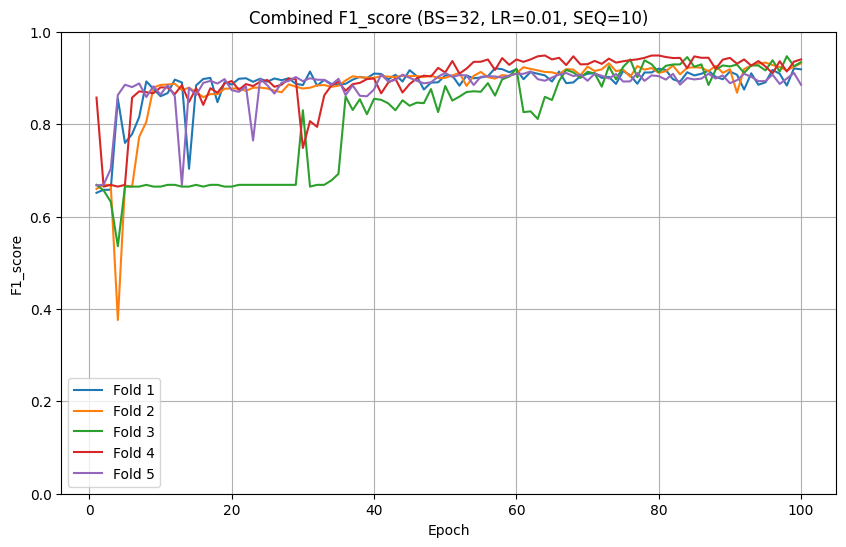 Combined F1_score (BS=32, LR=0.01, SEQ=10)
1.0
0.8
0.6
0.4
0.2
0.0
F1_score
Fold 1
Fold 2
Fold 3
Fold 4
Fold 5
0
20
40
60
80
100
Epoch